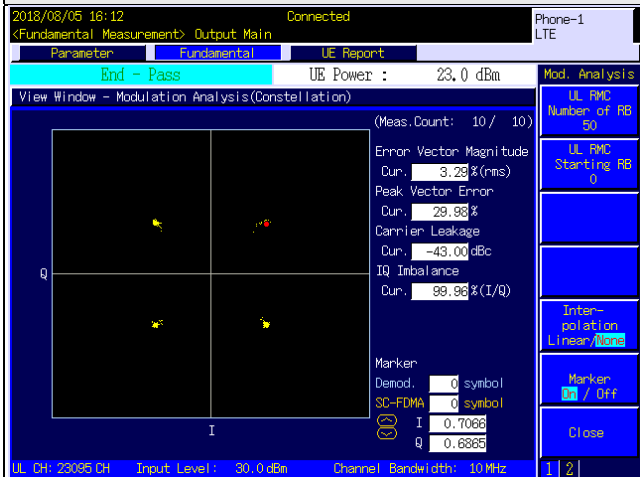 2018/08/05 16:12 Connected Phone-1
<Fundamental Measurement> Output Main LTE
Parameter Fundamental UE Report
End - Pass UE Power : 23.0 dBm Mod. Analysis
View Window - Modulation Analysis(Constellation)
UL RMC
Number of RB
50
(Meas.Count: 10/ 10)
Error Vector Magnitude
Cur. 3.29 %(rms)
Peak Vector Error
Cur. 29.98 %
Carrier Leakage
Cur. -43.00 dBc
IQ Imbalance
Cur. 99.96 %(I/Q)
UL RMC
Starting RB
0
Q
I
Marker
Demod. 0 symbol
SC-FDMA 0 symbol
I 0.7066
Q 0.6865
Inter-
polation
Linear/None
Marker
On / Off
Close
UL CH: 23095 CH Input Level: 30.0 dBm Channel Bandwidth: 10 MHz 1 2